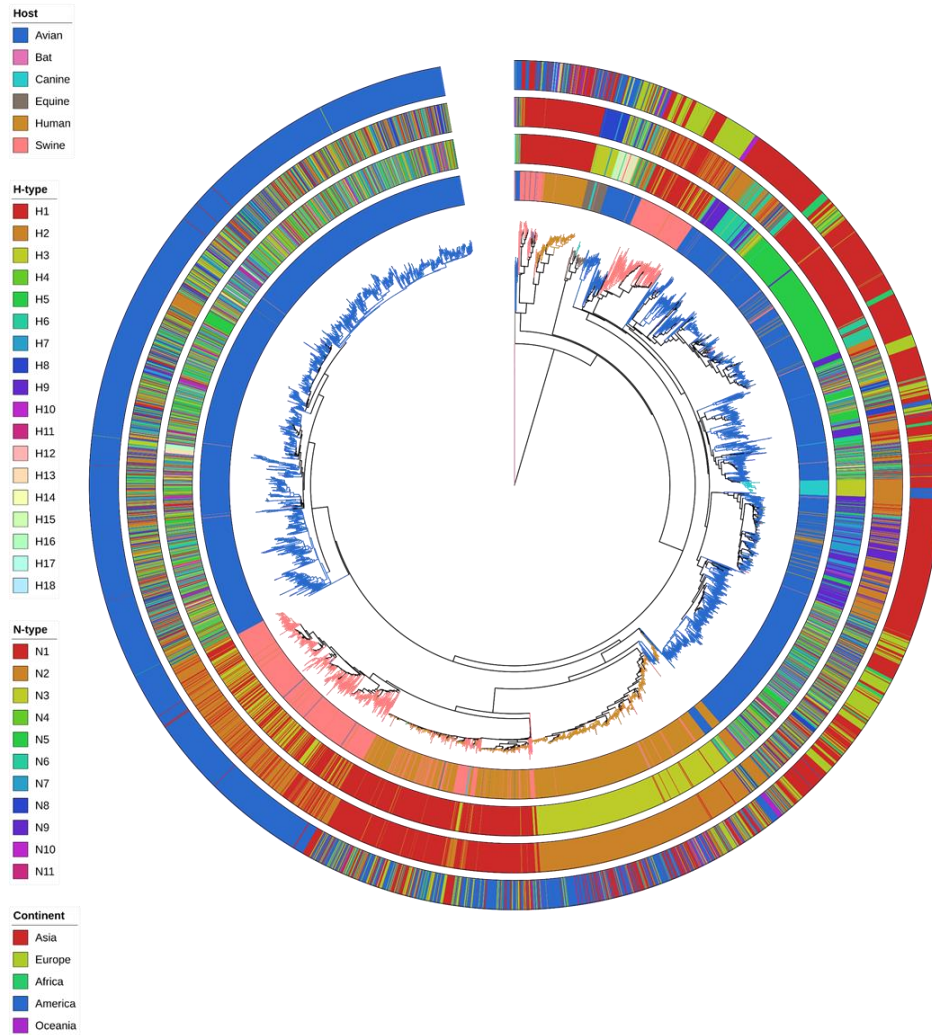 Host
Avian
Bat
Canine
Equine
Human
Swine
H-type
H1
H2
H3
H4
H5
H6
H7
H8
H9
H10
H11
H12
H13
H14
H15
H16
H17
H18
N-type
N1
N2
N3
N4
N5
N6
N7
N8
N9
N10
N11
Continent
Asia
Europe
Africa
America
Oceania